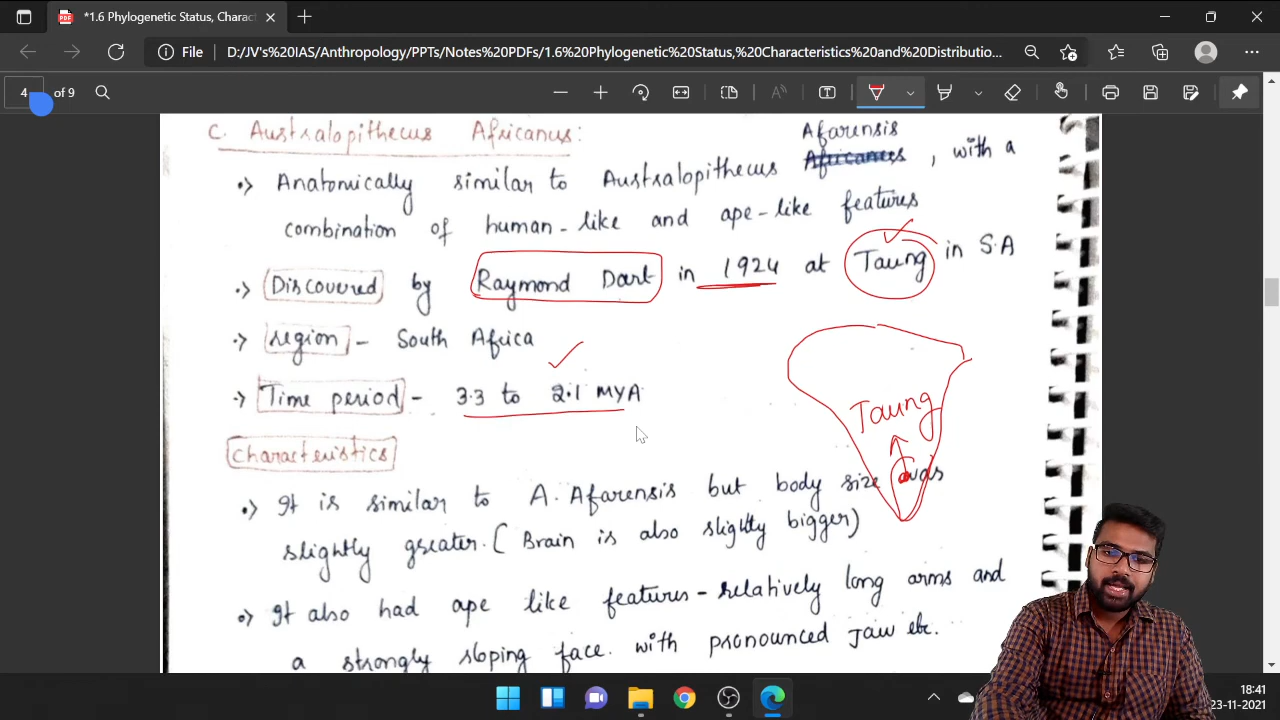 *1.6 Phylogenetic Status, Charact
File
D:/JV's%20IAS/Anthropology/PPTs/Notes%20PDFs/1.6%20Phylogenetic%20Status,%20Characteristics%20and%20Distributio...
4 of 9
C. Australopithecus Africanus:
Afarensis
·> Anatomically similar to Australopithecus Africanus, with a
combination of human-like and ape-like features
·> Discovered by Raymond Dart in 1924 at Taung in S.A
·> region - South Africa
·> Time period - 3.3 to 2.1 MYA
Taung
Characteristics
·> It is similar to A. Afarensis but body size was
slightly greater. (Brain is also slightly bigger)
·> It also had ape like features - relatively long arms and
a strongly sloping face. with pronounced jaw etc.
18:41
23-11-2021